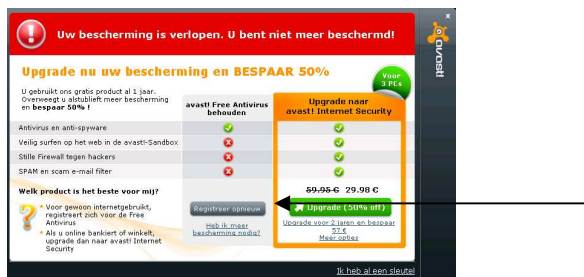 Uw bescherming is verlopen. U bent niet meer beschermd!
x
avast!
Upgrade nu uw bescherming en BESPAAR 50%
Voor
3 PCs
U gebruikt ons gratis product al 1 jaar.
Overweegt u alstublieft meer bescherming
en bespaar 50% !
avast! Free Antivirus
behouden
Upgrade naar
avast! Internet Security
Antivirus en anti-spyware
Veilig surfen op het web in de avast!-Sandbox
Stille Firewall tegen hackers
SPAM en scam e-mail filter
Welk product is het beste voor mij?
59.95 € 29.98 €
* Voor gewoon internetgebruikt,
registreert zich voor de Free
Antivirus
* Als u online bankiert of winkelt,
upgrade dan naar avast! Internet
Security
Registreer opnieuw
Heb ik meer
bescherming nodig?
Upgrade (50% off)
Upgrade voor 2 jaren en bespaar
57 €
Meer opties
Ik heb al een sleutel